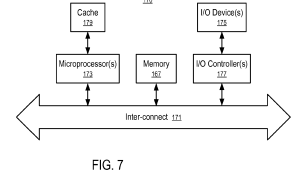 Cache
179
I/O Device(s)
175
Microprocessor(s)
173
Memory
167
I/O Controller(s)
177
Inter-connect 171
FIG. 7